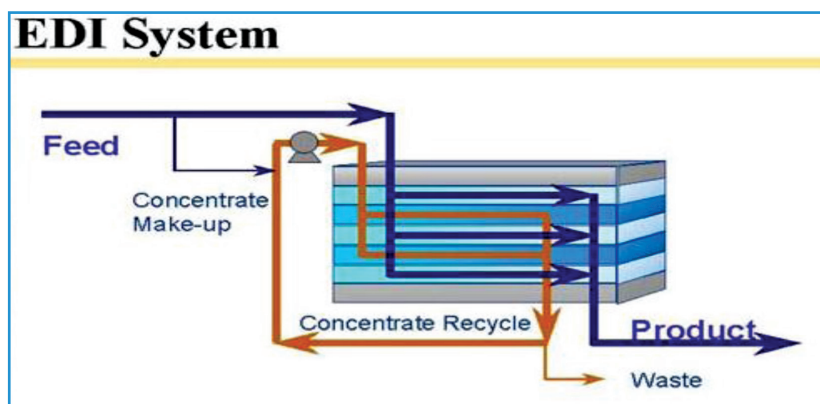 EDI System
Feed
Concentrate
Make-up
Concentrate Recycle
Product
Waste